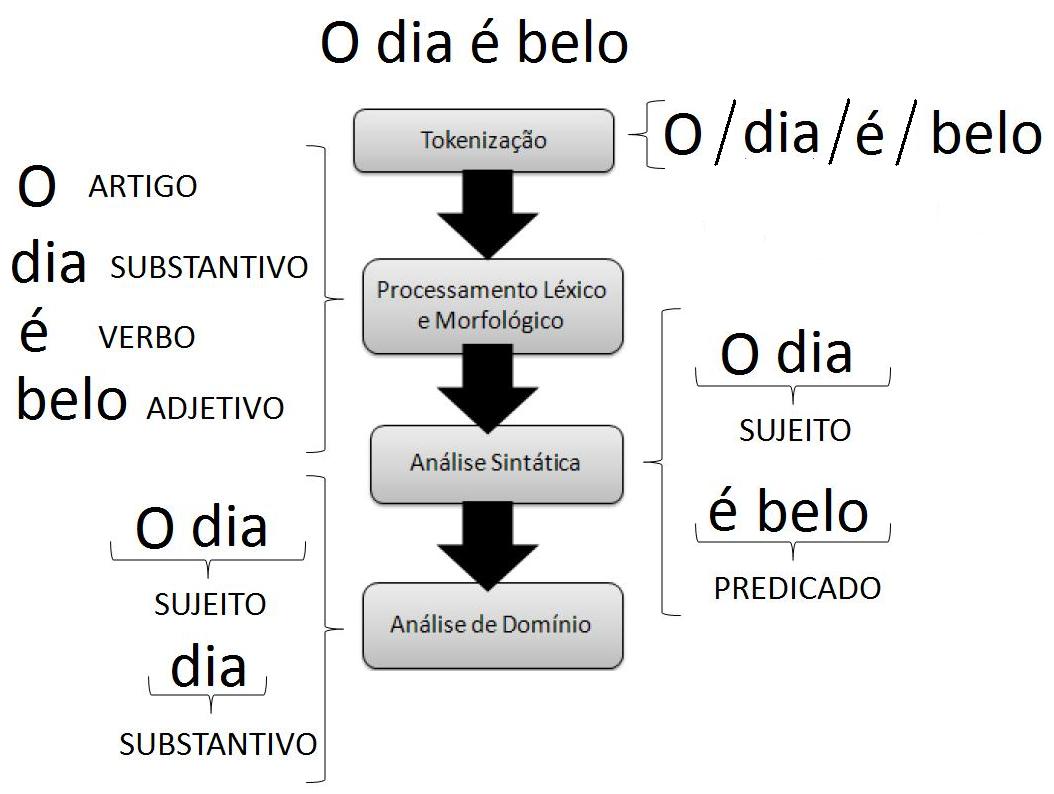 O dia é belo
Tokenização
O / dia / é / belo
O ARTIGO
dia SUBSTANTIVO
é VERBO
belo ADJETIVO
Processamento Léxico
e Morfológico
Análise Sintática
O dia
SUJEITO
é belo
PREDICADO
O dia
SUJEITO
dia
SUBSTANTIVO
Análise de Domínio